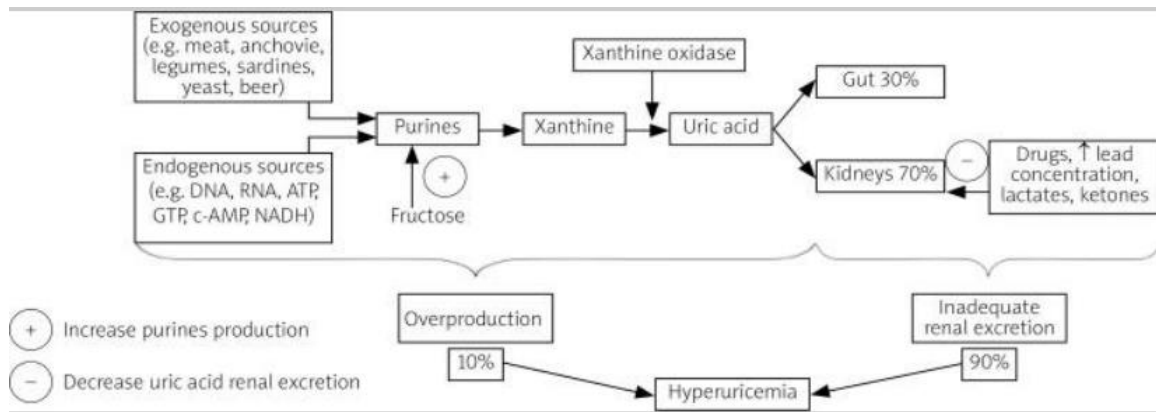 Exogenous sources
(e.g. meat, anchovie,
legumes, sardines,
yeast, beer)
Xanthine oxidase
Gut 30%
Purines
Xanthine
Uric acid
Endogenous sources
(e.g. DNA, RNA, ATP,
GTP, c-AMP, NADH)
+
Fructose
Kidneys 70%
−
Drugs, ↑ lead
concentration,
lactates, ketones
Overproduction
10%
Inadequate
renal excretion
90%
+ Increase purines production
− Decrease uric acid renal excretion
Hyperuricemia